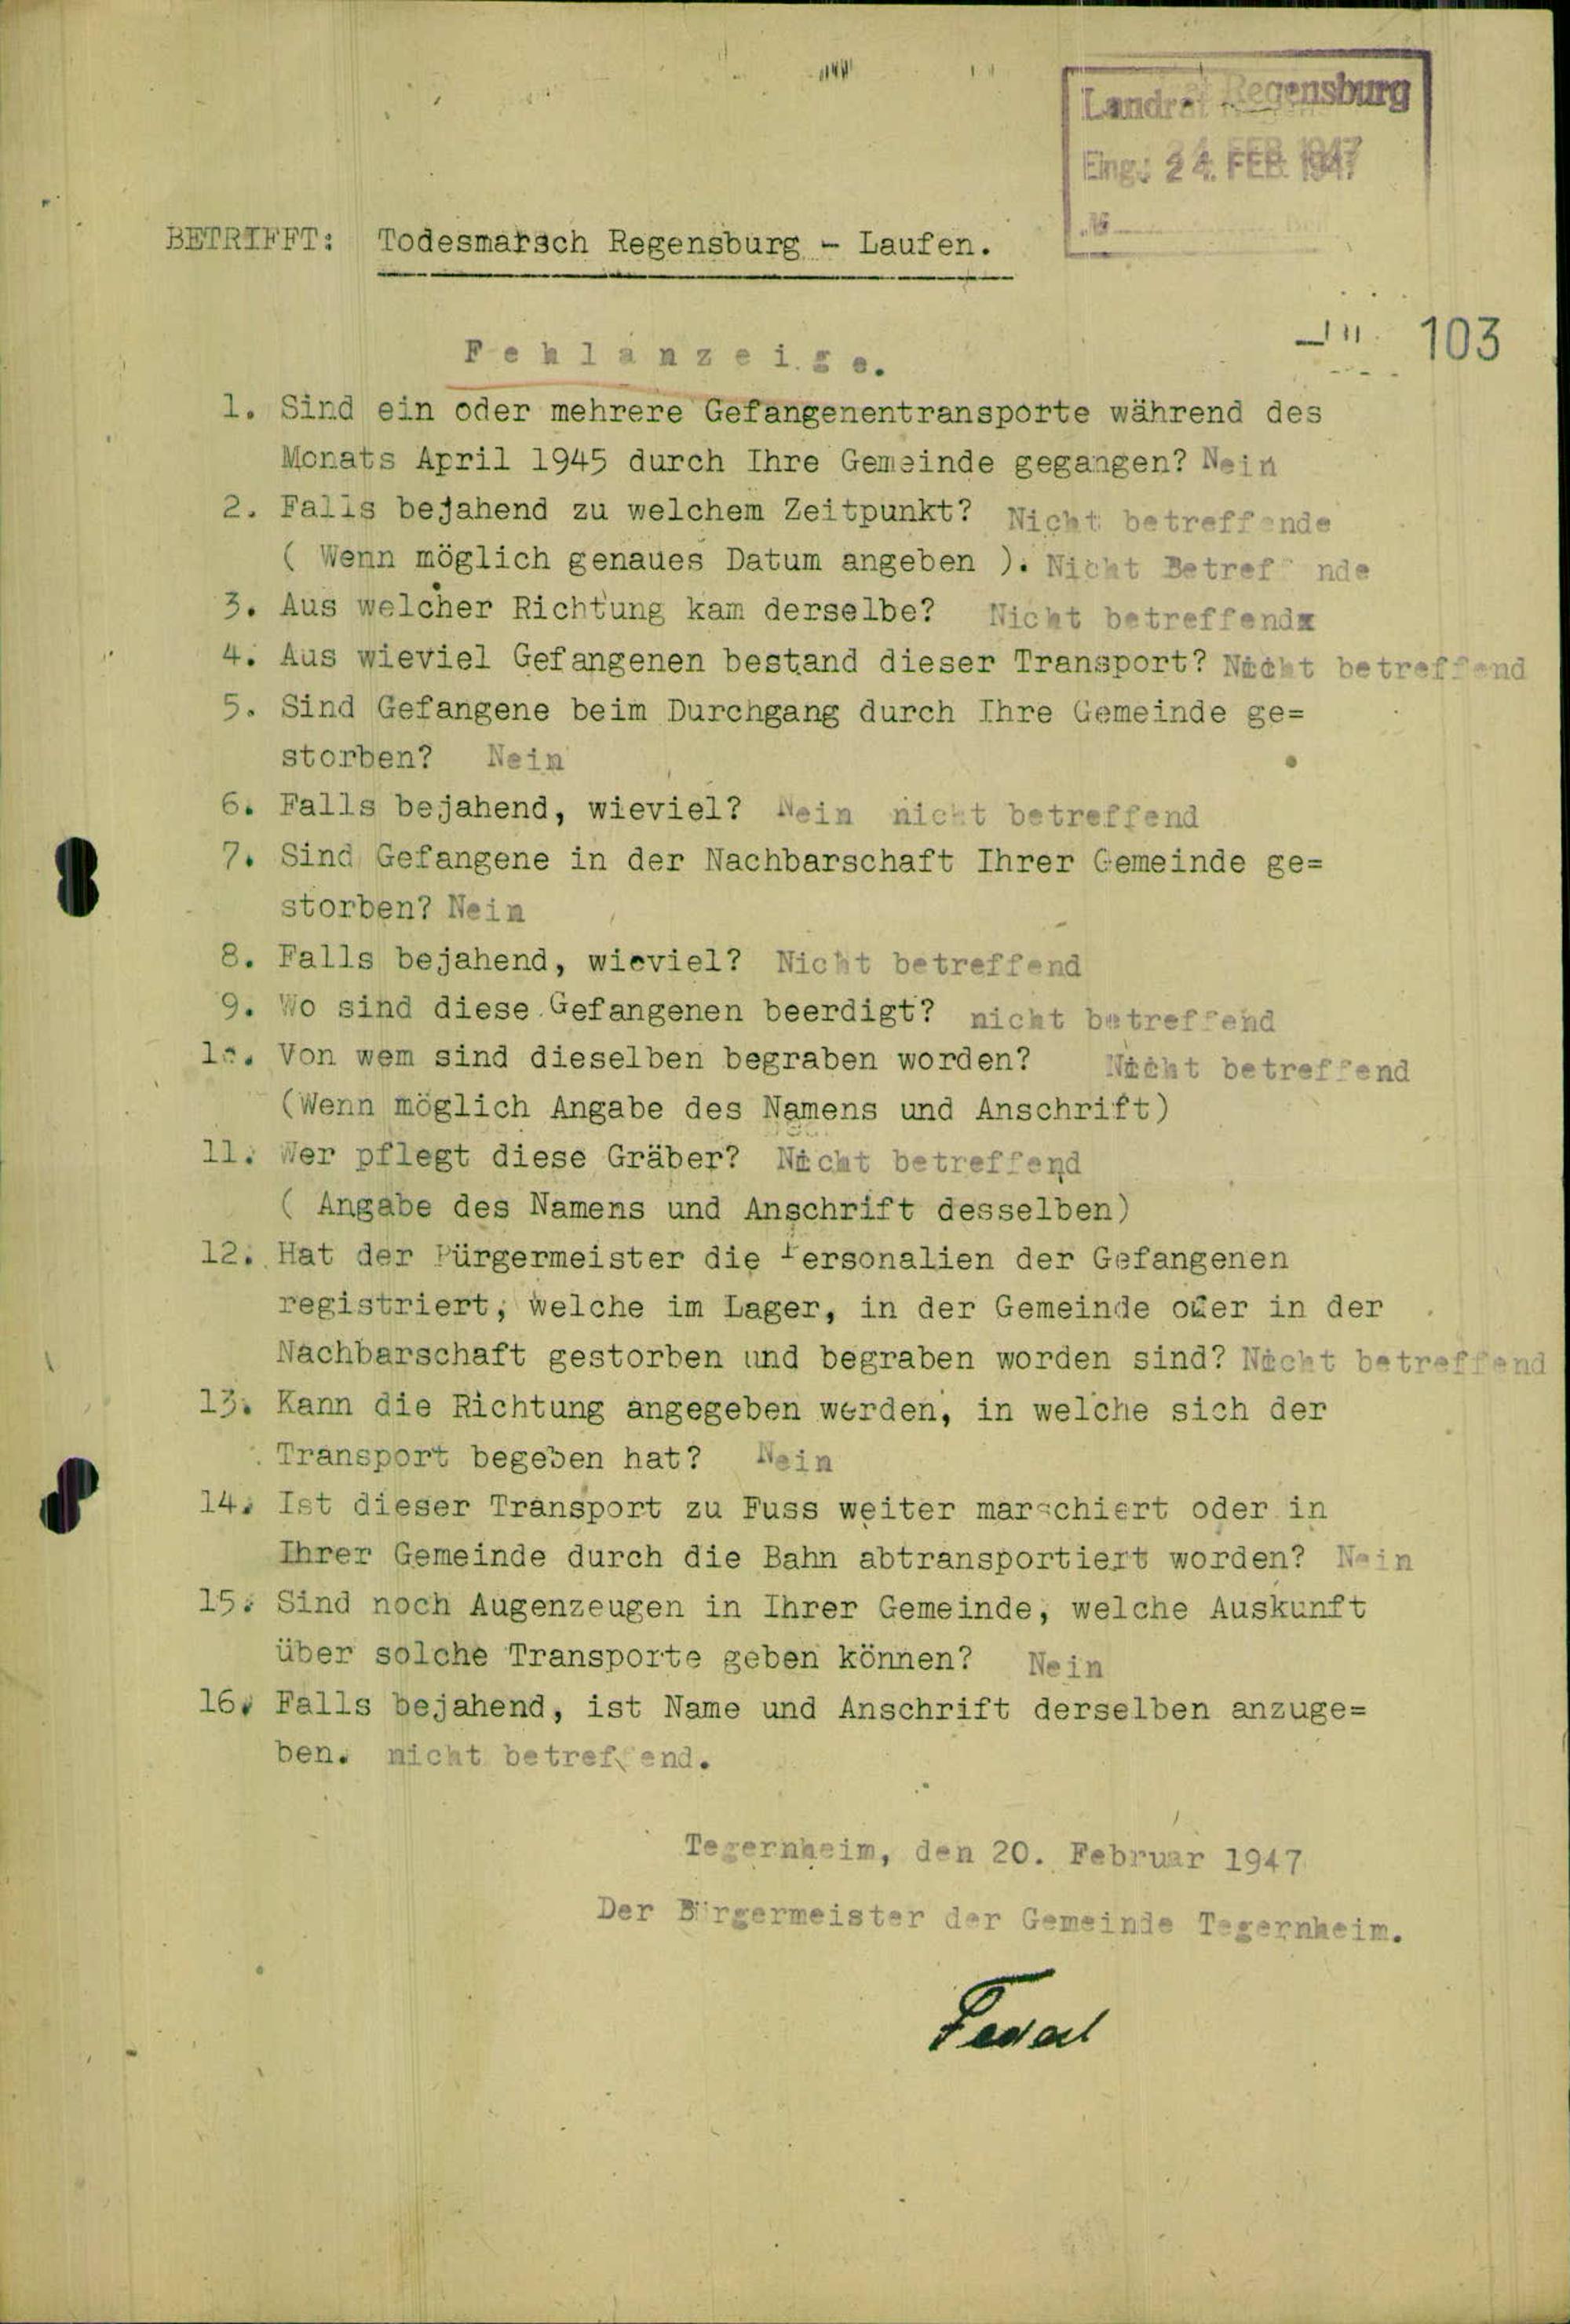 Landrat Regensburg
Eing.: 24. FEB. 1947
BETRIFFT: Todesmarsch Regensburg - Laufen.
103
Fehlanzeige.
1. Sind ein oder mehrere Gefangenentransporte während des
Monats April 1945 durch Ihre Gemeinde gegangen? Nein
2. Falls bejahend zu welchem Zeitpunkt? Nicht betreffende
( Wenn möglich genaues Datum angeben ). Nicht Betreffende
3. Aus welcher Richtung kam derselbe? Nicht betreffendx
4. Aus wieviel Gefangenen bestand dieser Transport? Nicht betreffend
5. Sind Gefangene beim Durchgang durch Ihre Gemeinde ge=
storben? Nein
6. Falls bejahend, wieviel? Nein nicht betreffend
7. Sind Gefangene in der Nachbarschaft Ihrer Gemeinde ge=
storben? Nein
8. Falls bejahend, wieviel? Nicht betreffend
9. Wo sind diese Gefangenen beerdigt? nicht betreffend
1o. Von wem sind dieselben begraben worden? Nicht betreffend
(Wenn möglich Angabe des Namens und Anschrift)
11. Wer pflegt diese Gräber? Nicht betreffend
( Angabe des Namens und Anschrift desselben)
12. Hat der Bürgermeister die Personalien der Gefangenen
registriert, welche im Lager, in der Gemeinde oder in der
Nachbarschaft gestorben und begraben worden sind? Nicht betreffend
13. Kann die Richtung angegeben werden, in welche sich der
Transport begeben hat? Nein
14. Ist dieser Transport zu Fuss weiter marschiert oder in
Ihrer Gemeinde durch die Bahn abtransportiert worden? Nein
15. Sind noch Augenzeugen in Ihrer Gemeinde, welche Auskunft
über solche Transporte geben können? Nein
16. Falls bejahend, ist Name und Anschrift derselben anzuge=
ben. nicht betreffend.
Tegernheim, den 20. Februar 1947
Der Bürgermeister der Gemeinde Tegernheim.